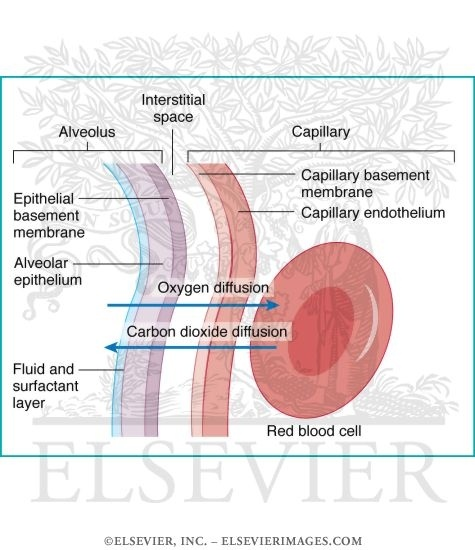 Interstitial
space
Alveolus
Capillary
Capillary basement
membrane
Capillary endothelium
Epithelial
basement
membrane
Alveolar
epithelium
Oxygen diffusion
Carbon dioxide diffusion
Fluid and
surfactant
layer
Red blood cell
ELSEVIER
©ELSEVIER, INC. – ELSEVIERIMAGES.COM